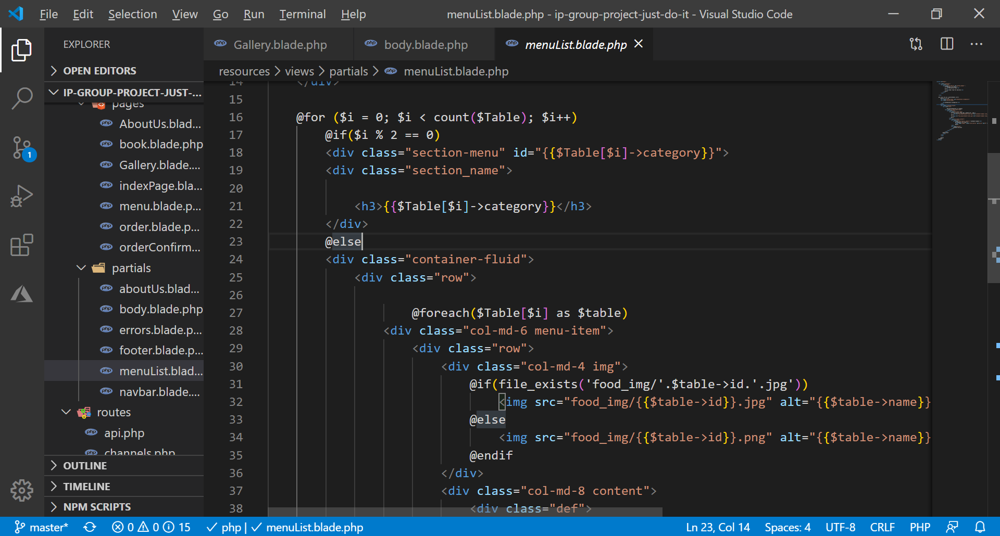 File Edit Selection View Go Run Terminal Help menuList.blade.php - ip-group-project-just-do-it - Visual Studio Code
EXPLORER
OPEN EDITORS
IP-GROUP-PROJECT-JUST-...
pages
AboutUs.blad...
book.blade.php
Gallery.blade....
indexPage.bla...
menu.blade.p...
order.blade.p...
orderConfirm...
partials
aboutUs.blad...
body.blade.php
errors.blade.p...
footer.blade.p...
menuList.blad...
navbar.blade....
routes
api.php
channels.php
OUTLINE
TIMELINE
NPM SCRIPTS
1
Gallery.blade.php body.blade.php menuList.blade.php
resources > views > partials > menuList.blade.php
14 </div>
15
16 @for ($i = 0; $i < count($Table); $i++)
17 @if($i % 2 == 0)
18 <div class="section-menu" id="{{$Table[$i]->category}}">
19 <div class="section_name">
20
21 <h3>{{$Table[$i]->category}}</h3>
22 </div>
23 @else
24 <div class="container-fluid">
25 <div class="row">
26
27 @foreach($Table[$i] as $table)
28 <div class="col-md-6 menu-item">
29 <div class="row">
30 <div class="col-md-4 img">
31 @if(file_exists('food_img/'.$table->id.'.jpg'))
32 <img src="food_img/{{$table->id}}.jpg" alt="{{$table->name}}
33 @else
34 <img src="food_img/{{$table->id}}.png" alt="{{$table->name}}
35 @endif
36 </div>
37 <div class="col-md-8 content">
38 <div class="def">
master* 0 0 15 php | menuList.blade.php Ln 23, Col 14 Spaces: 4 UTF-8 CRLF PHP